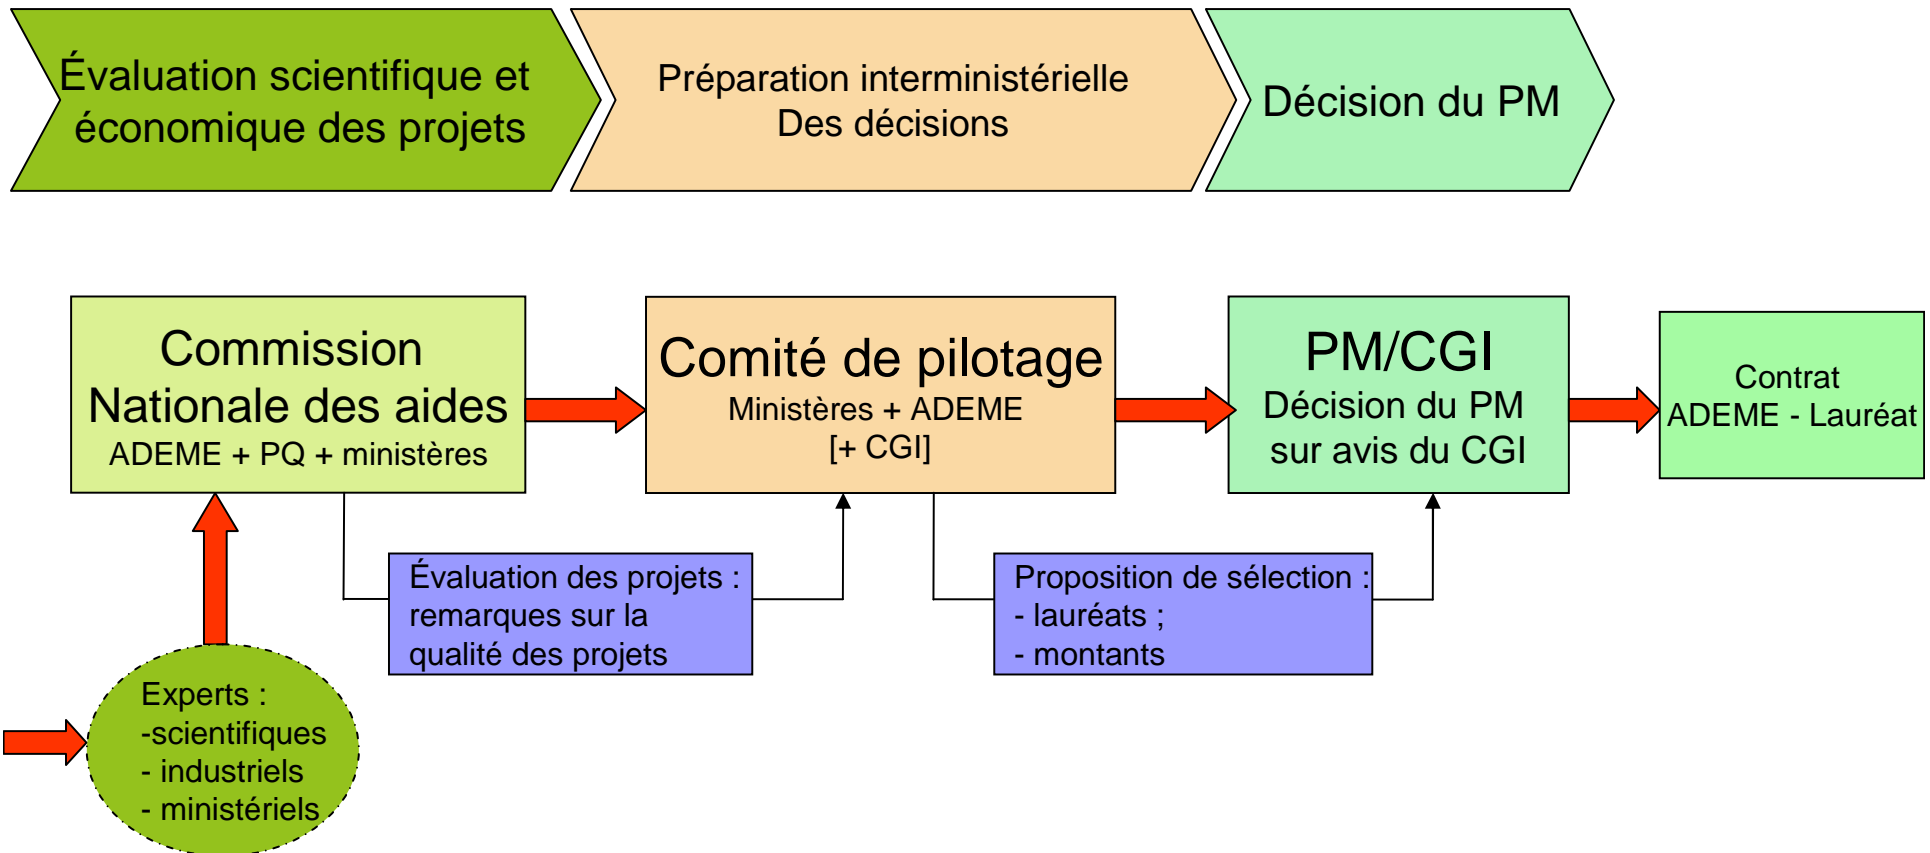 Évaluation scientifique et
économique des projets
Préparation interministérielle
Des décisions
Décision du PM
Commission
Nationale des aides
ADEME + PQ + ministères
Comité de pilotage
Ministères + ADEME
[+ CGI]
PM/CGI
Décision du PM
sur avis du CGI
Contrat
ADEME - Lauréat
Évaluation des projets :
remarques sur la
qualité des projets
Proposition de sélection :
- lauréats ;
- montants
Experts :
-scientifiques
- industriels
- ministériels